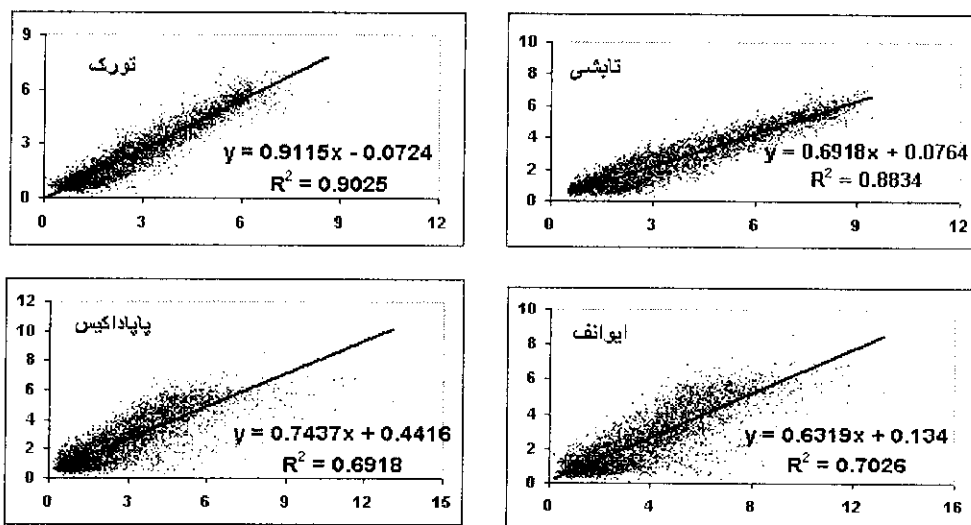 تورک
9
6
3
0
y = 0.9115x - 0.0724
R² = 0.9025
0 3 6 9 12
تابشی
10
8
6
4
2
0
y = 0.6918x + 0.0764
R² = 0.8834
0 3 6 9 12
پاپاداکیس
12
10
8
6
4
2
0
y = 0.7437x + 0.4416
R² = 0.6918
0 3 6 9 12 15
ایوانف
10
8
6
4
2
0
y = 0.6319x + 0.134
R² = 0.7026
0 4 8 12 16